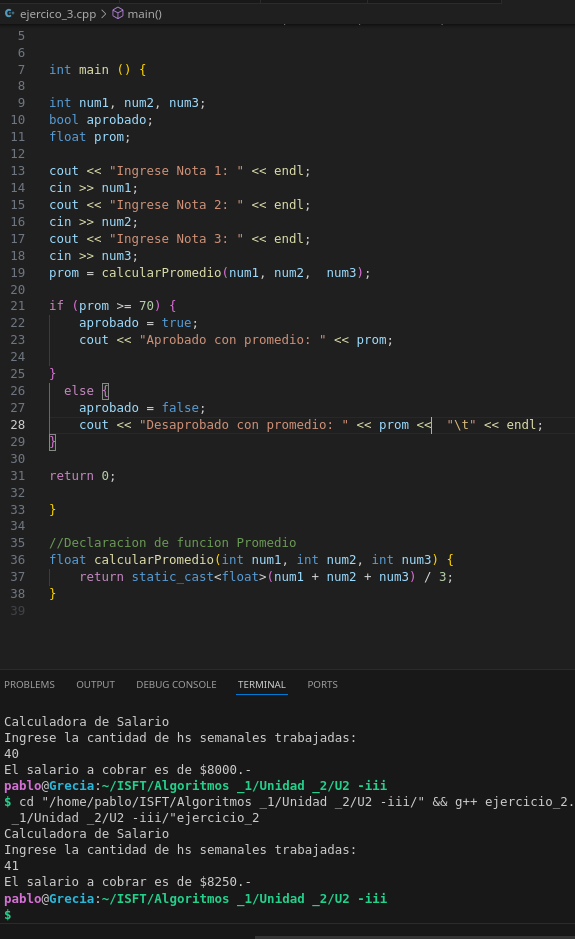 ejercico_3.cpp > main()
5
6
7 int main () {
8
9 int num1, num2, num3;
10 bool aprobado;
11 float prom;
12
13 cout << "Ingrese Nota 1: " << endl;
14 cin >> num1;
15 cout << "Ingrese Nota 2: " << endl;
16 cin >> num2;
17 cout << "Ingrese Nota 3: " << endl;
18 cin >> num3;
19 prom = calcularPromedio(num1, num2,  num3);
20
21 if (prom >= 70) {
22     aprobado = true;
23     cout << "Aprobado con promedio: " << prom;
24
25 }
26   else {
27     aprobado = false;
28     cout << "Desaprobado con promedio: " << prom <<  "\t" << endl;
29 }
30
31 return 0;
32
33 }
34
35 //Declaracion de funcion Promedio
36 float calcularPromedio(int num1, int num2, int num3) {
37     return static_cast<float>(num1 + num2 + num3) / 3;
38 }
39
PROBLEMS OUTPUT DEBUG CONSOLE TERMINAL PORTS
Calculadora de Salario
Ingrese la cantidad de hs semanales trabajadas:
40
El salario a cobrar es de $8000.-
pablo@Grecia:~/ISFT/Algoritmos _1/Unidad _2/U2 -iii
$ cd "/home/pablo/ISFT/Algoritmos _1/Unidad _2/U2 -iii/" && g++ ejercicio_2.
 _1/Unidad _2/U2 -iii/"ejercicio_2
Calculadora de Salario
Ingrese la cantidad de hs semanales trabajadas:
41
El salario a cobrar es de $8250.-
pablo@Grecia:~/ISFT/Algoritmos _1/Unidad _2/U2 -iii
$